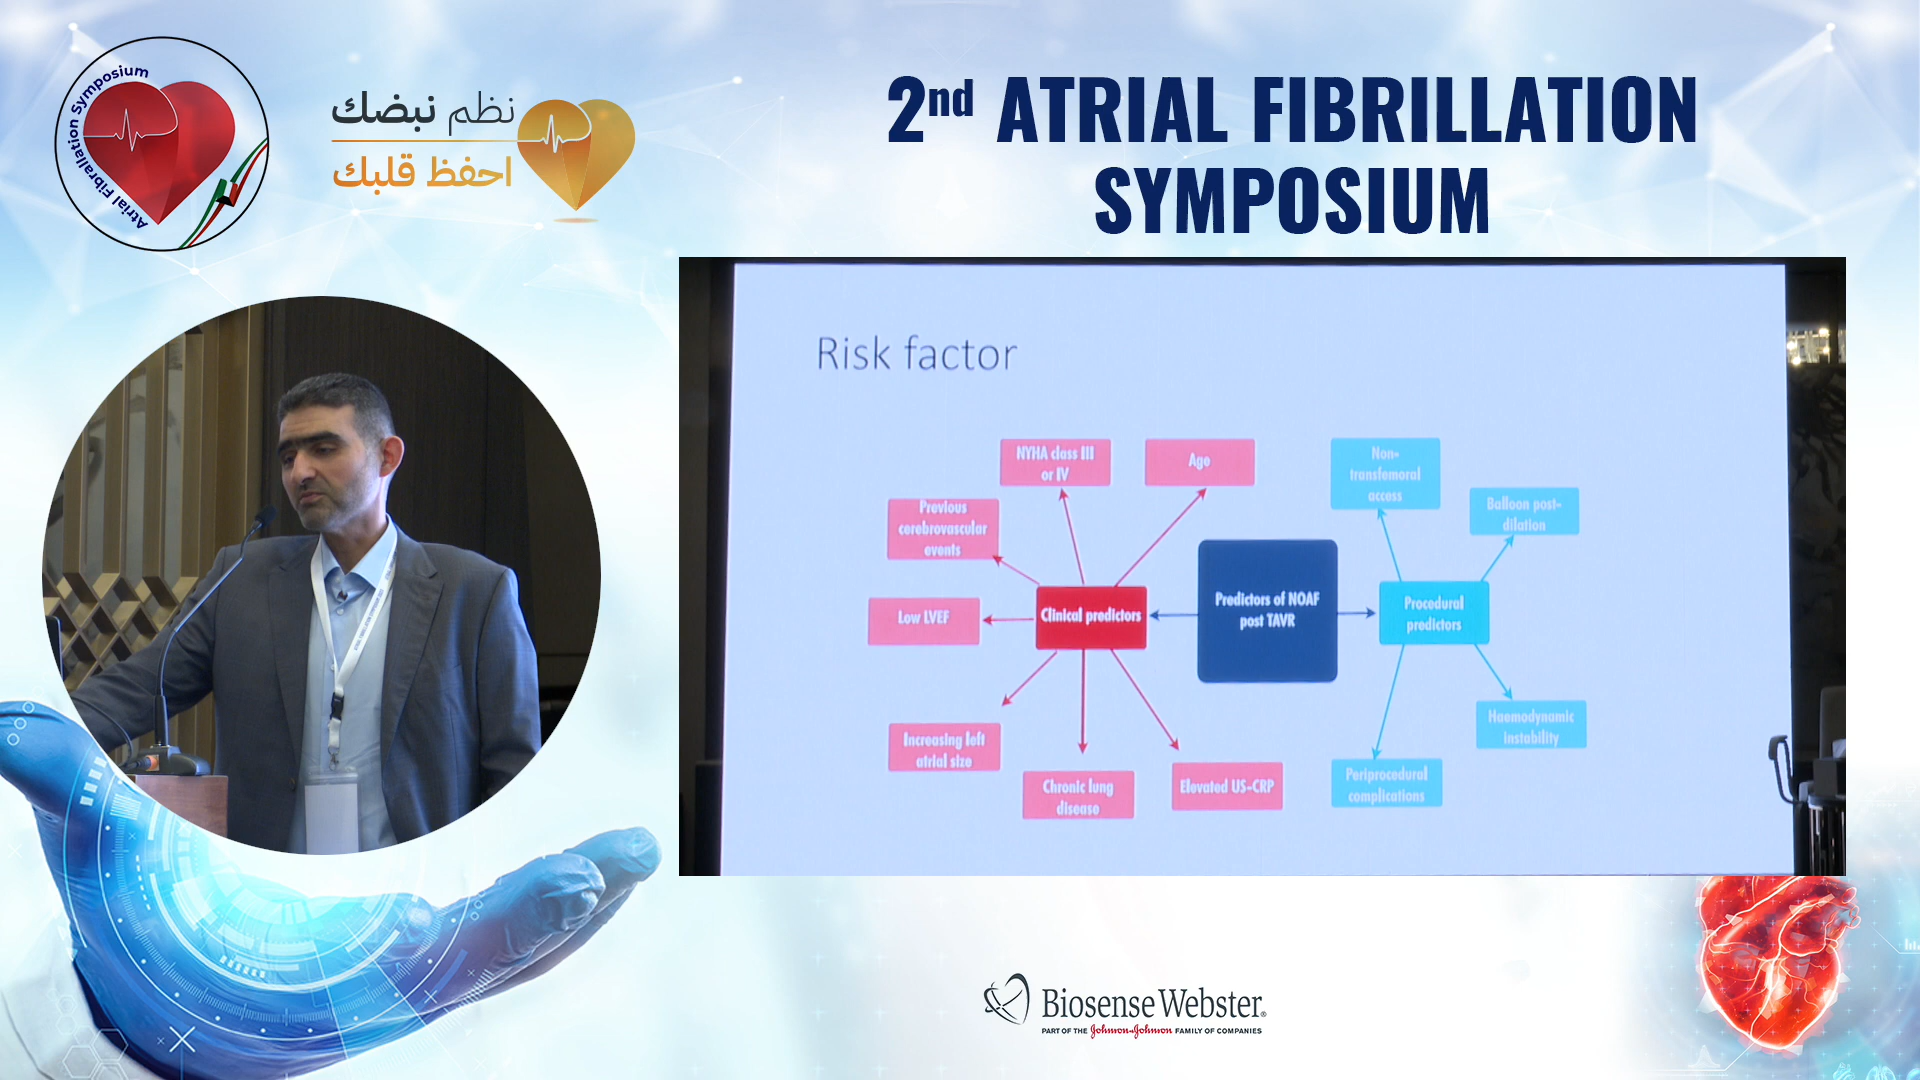 Atrial Fibrallation Symposium
نظم نبضك
احفظ قلبك
2nd ATRIAL FIBRILLATION
SYMPOSIUM
Risk factor
NYHA class III
or IV
Age
Previous
cerebrovascular
events
Low LVEF
Clinical predictors
Increasing left
atrial size
Chronic lung
disease
Elevated US-CRP
Predictors of NOAF
post TAVR
Non-
transfemoral
access
Balloon post-
dilation
Procedural
predictors
Haemodynamic
instability
Periprocedural
complications
Biosense Webster®
PART OF THE Johnson & Johnson FAMILY OF COMPANIES